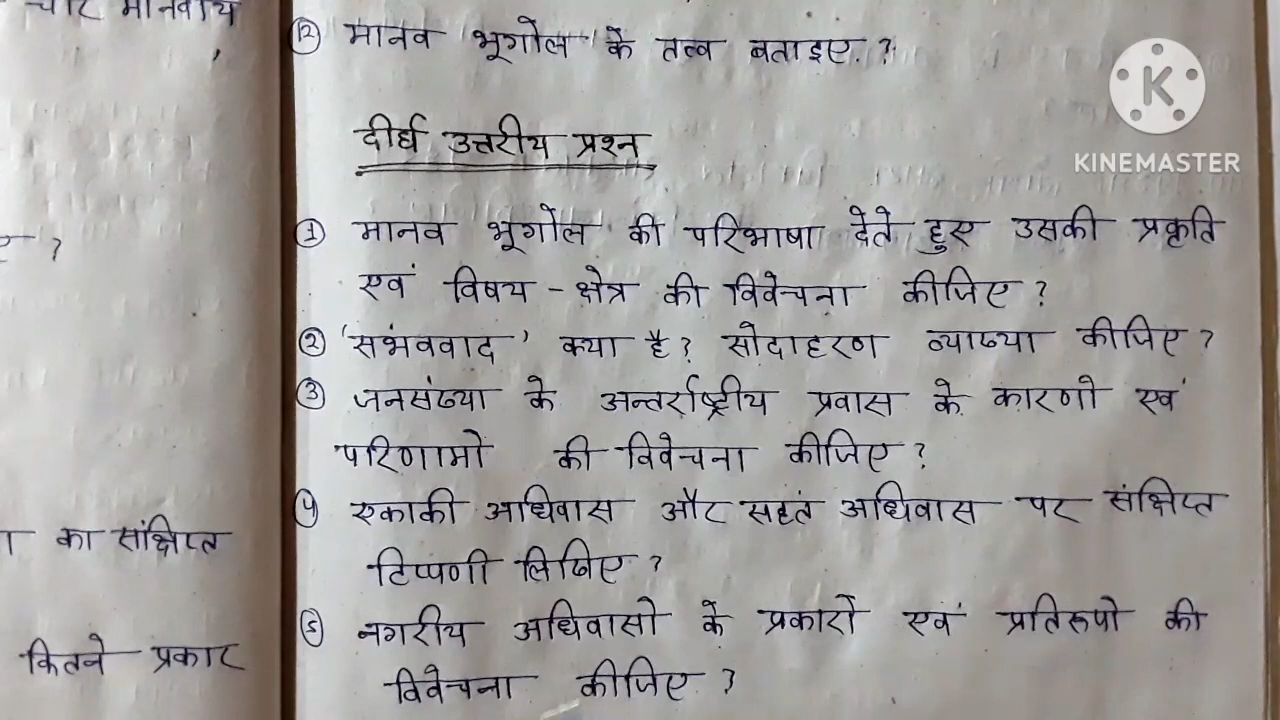 चार मानवीय
⑫ मानव भूगोल के तत्व बताइए.?
KINEMASTER
दीर्घ उत्तरीय प्रश्न
① मानव भूगोल की परिभाषा देते हुए उसकी प्रकृति
एवं विषय - क्षेत्र की विवेचना कीजिए?
② 'संभववाद' क्या है? सोदाहरण व्याख्या कीजिए?
③ जनसंख्या के अन्तर्राष्ट्रीय प्रवास के कारणो एवं
परिणामो की विवेचना कीजिए?
④ एकाकी अधिवास और सहतं अधिवास पर संक्षिप्त
टिप्पणी लिखिए?
का संक्षिप्त
⑤ नगरीय अधिवासो के प्रकारों एवं प्रतिरूपो की
विवेचना कीजिए?
कितने प्रकार